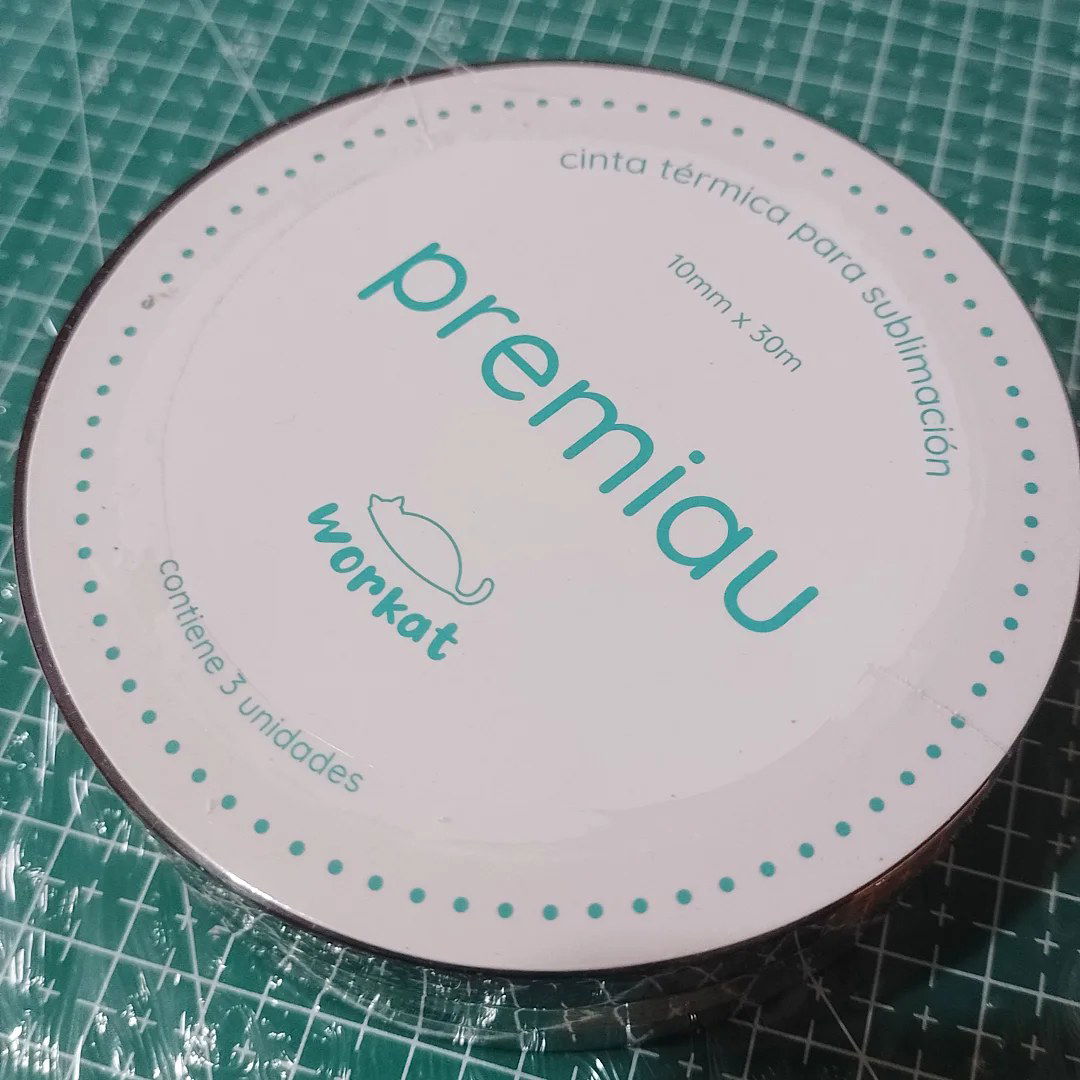 cinta térmica para sublimación
10mm x 30m
premiau
workat
contiene 3 unidades